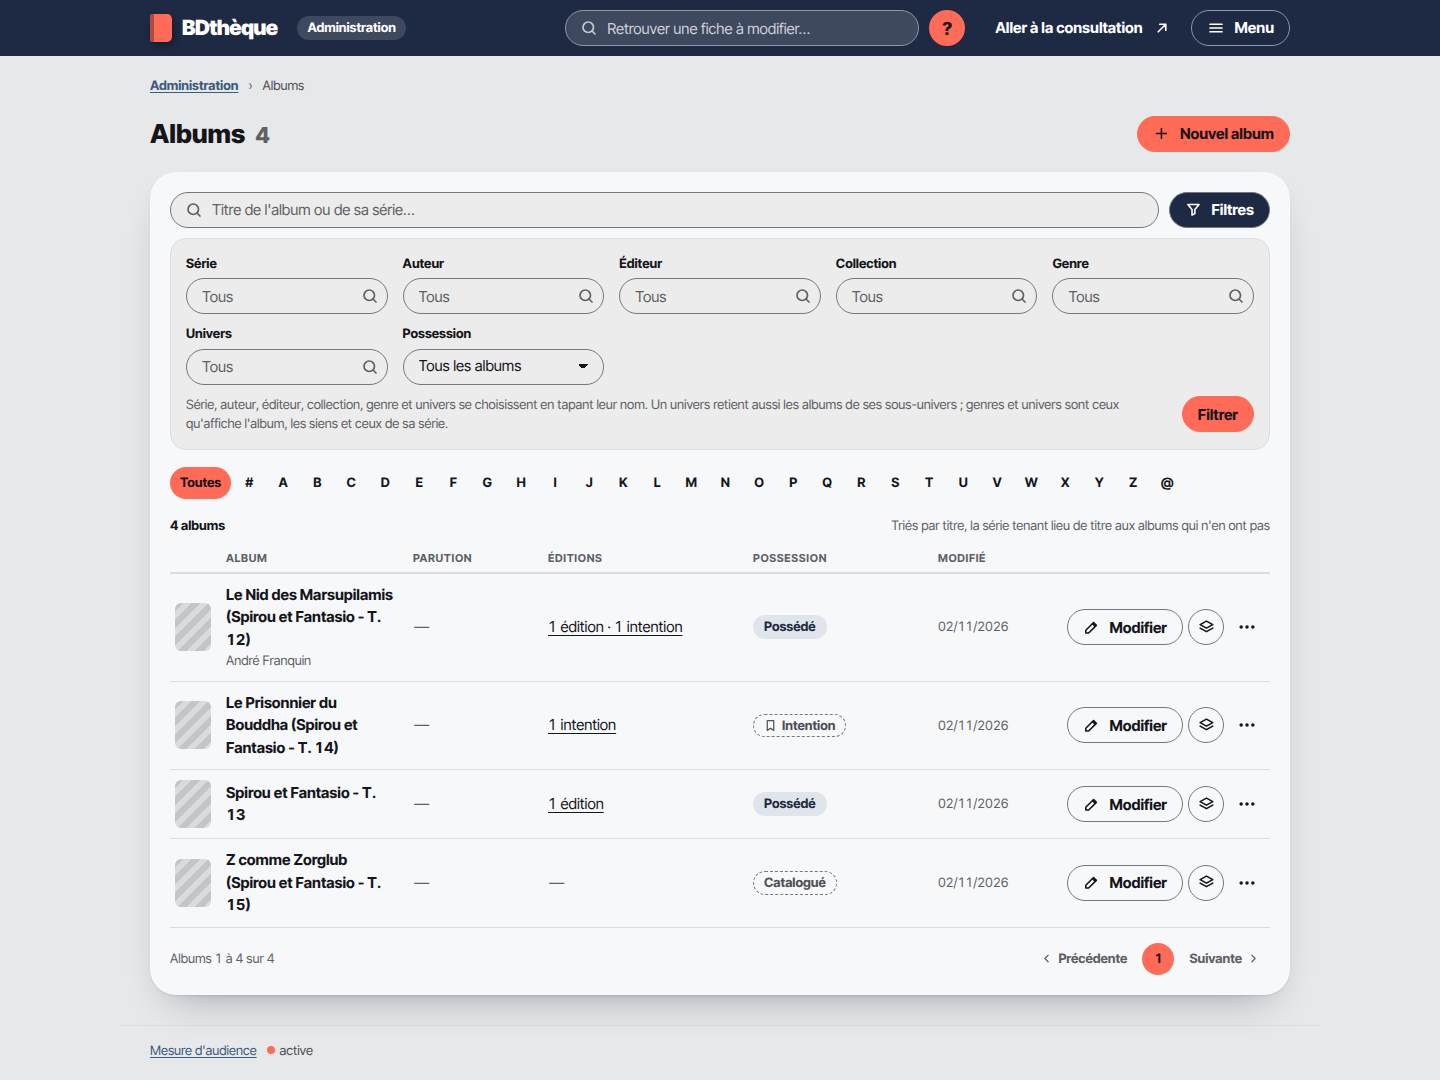 BDthèque
Administration
Retrouver une fiche à modifier...
?
Aller à la consultation
Menu
Administration › Albums
Albums 4
Nouvel album
Titre de l'album ou de sa série...
Filtres
Série
Auteur
Éditeur
Collection
Genre
Tous
Tous
Tous
Tous
Tous
Univers
Possession
Tous
Tous les albums
Série, auteur, éditeur, collection, genre et univers se choisissent en tapant leur nom. Un univers retient aussi les albums de ses sous-univers ; genres et univers sont ceux
qu'affiche l'album, les siens et ceux de sa série.
Filtrer
Toutes # A B C D E F G H I J K L M N O P Q R S T U V W X Y Z @
4 albums
Triés par titre, la série tenant lieu de titre aux albums qui n'en ont pas
ALBUM PARUTION ÉDITIONS POSSESSION MODIFIÉ
Le Nid des Marsupilamis
(Spirou et Fantasio - T.
12)
André Franquin
— 1 édition · 1 intention Possédé 02/11/2026 Modifier
Le Prisonnier du
Bouddha (Spirou et
Fantasio - T. 14)
— 1 intention Intention 02/11/2026 Modifier
Spirou et Fantasio - T.
13
— 1 édition Possédé 02/11/2026 Modifier
Z comme Zorglub
(Spirou et Fantasio - T.
15)
— — Catalogué 02/11/2026 Modifier
Albums 1 à 4 sur 4
Précédente 1 Suivante
Mesure d'audience active